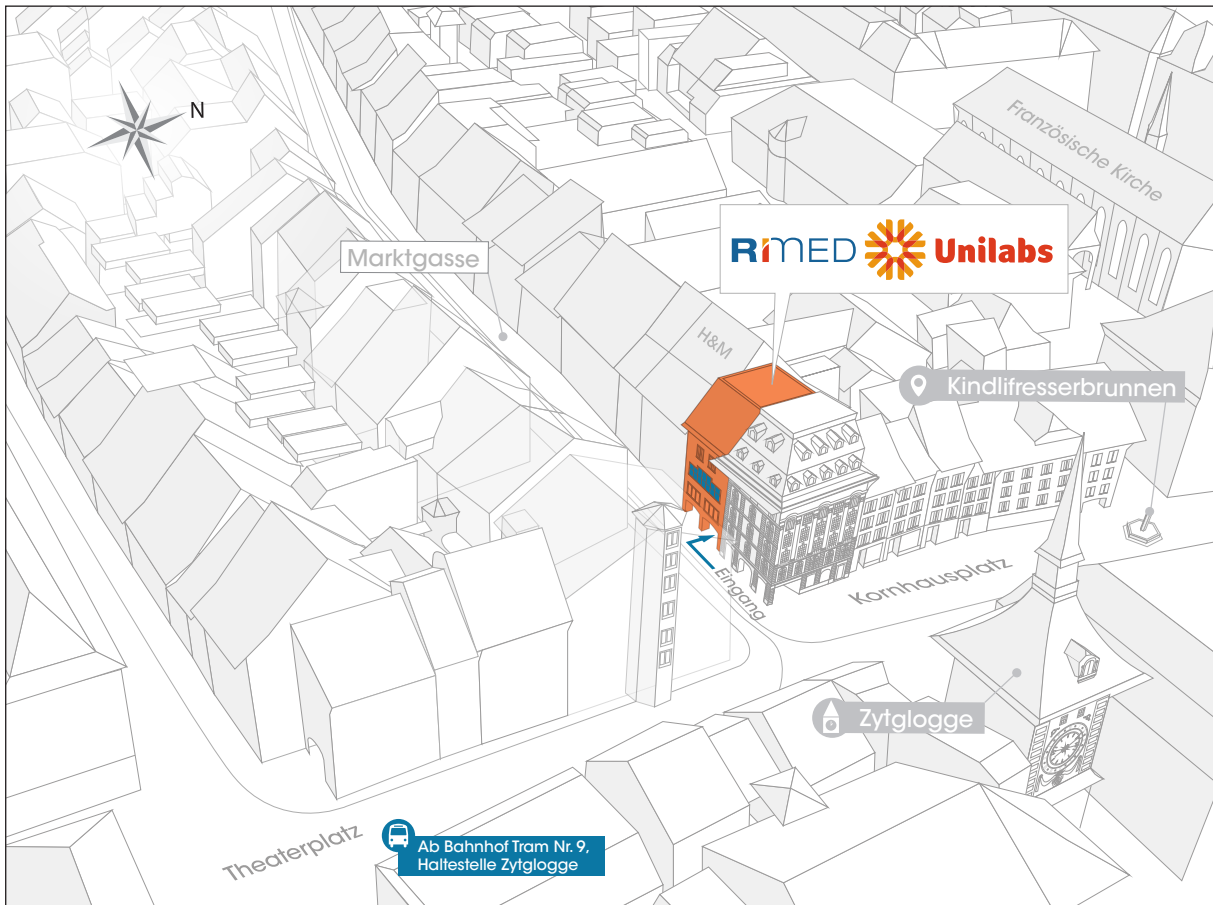 N
Französische Kirche
RiMED Unilabs
Marktgasse
H&M
Kindlifresserbrunnen
Eingang
Kornhausplatz
Zytglogge
Theaterplatz
Ab Bahnhof Tram Nr. 9,
Haltestelle Zytglogge